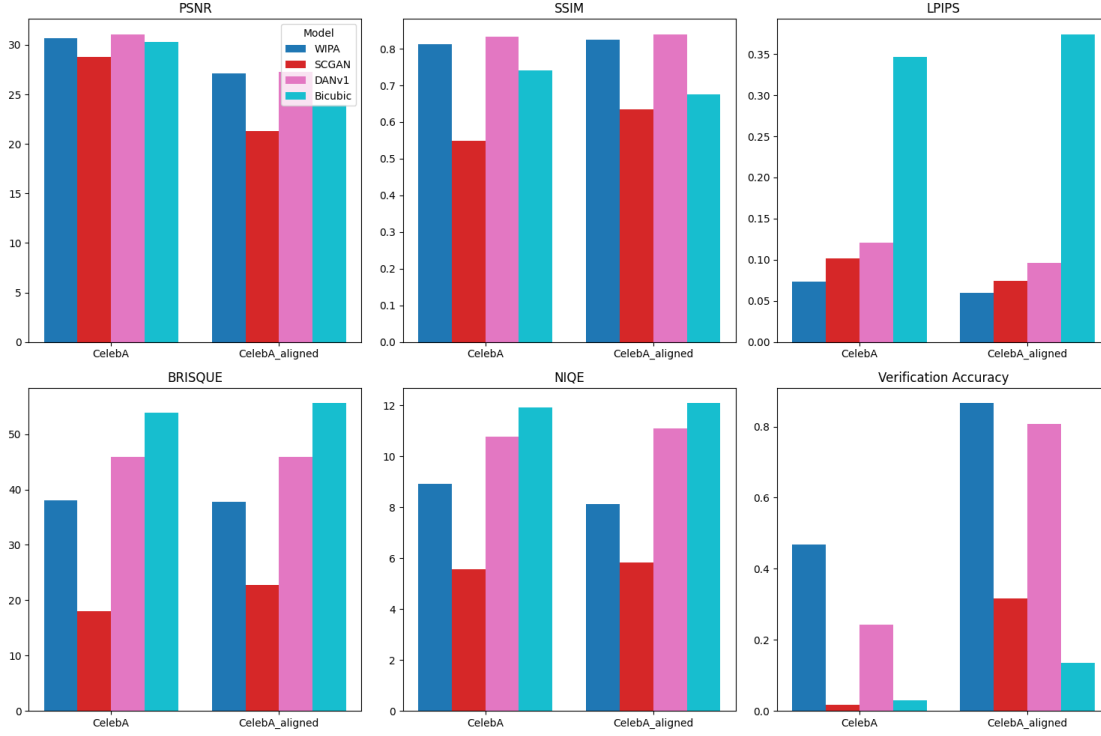 PSNR
30
25
20
15
10
5
0
Model
WIPA
SCGAN
DANv1
Bicubic
CelebA
CelebA_aligned
SSIM
0.8
0.7
0.6
0.5
0.4
0.3
0.2
0.1
0.0
CelebA
CelebA_aligned
LPIPS
0.35
0.30
0.25
0.20
0.15
0.10
0.05
0.00
CelebA
CelebA_aligned
BRISQUE
50
40
30
20
10
0
CelebA
CelebA_aligned
NIQE
12
10
8
6
4
2
0
CelebA
CelebA_aligned
Verification Accuracy
0.8
0.6
0.4
0.2
0.0
CelebA
CelebA_aligned